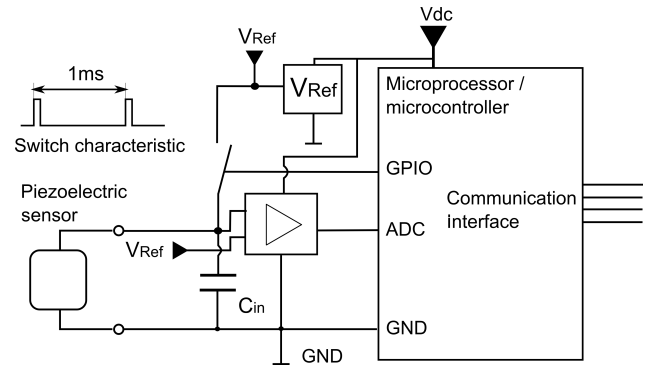 Vdc
VRef
1ms
VRef
Microprocessor /
microcontroller
Switch characteristic
GPIO
Piezoelectric
sensor
Communication
interface
ADC
VRef
Cin
GND
GND